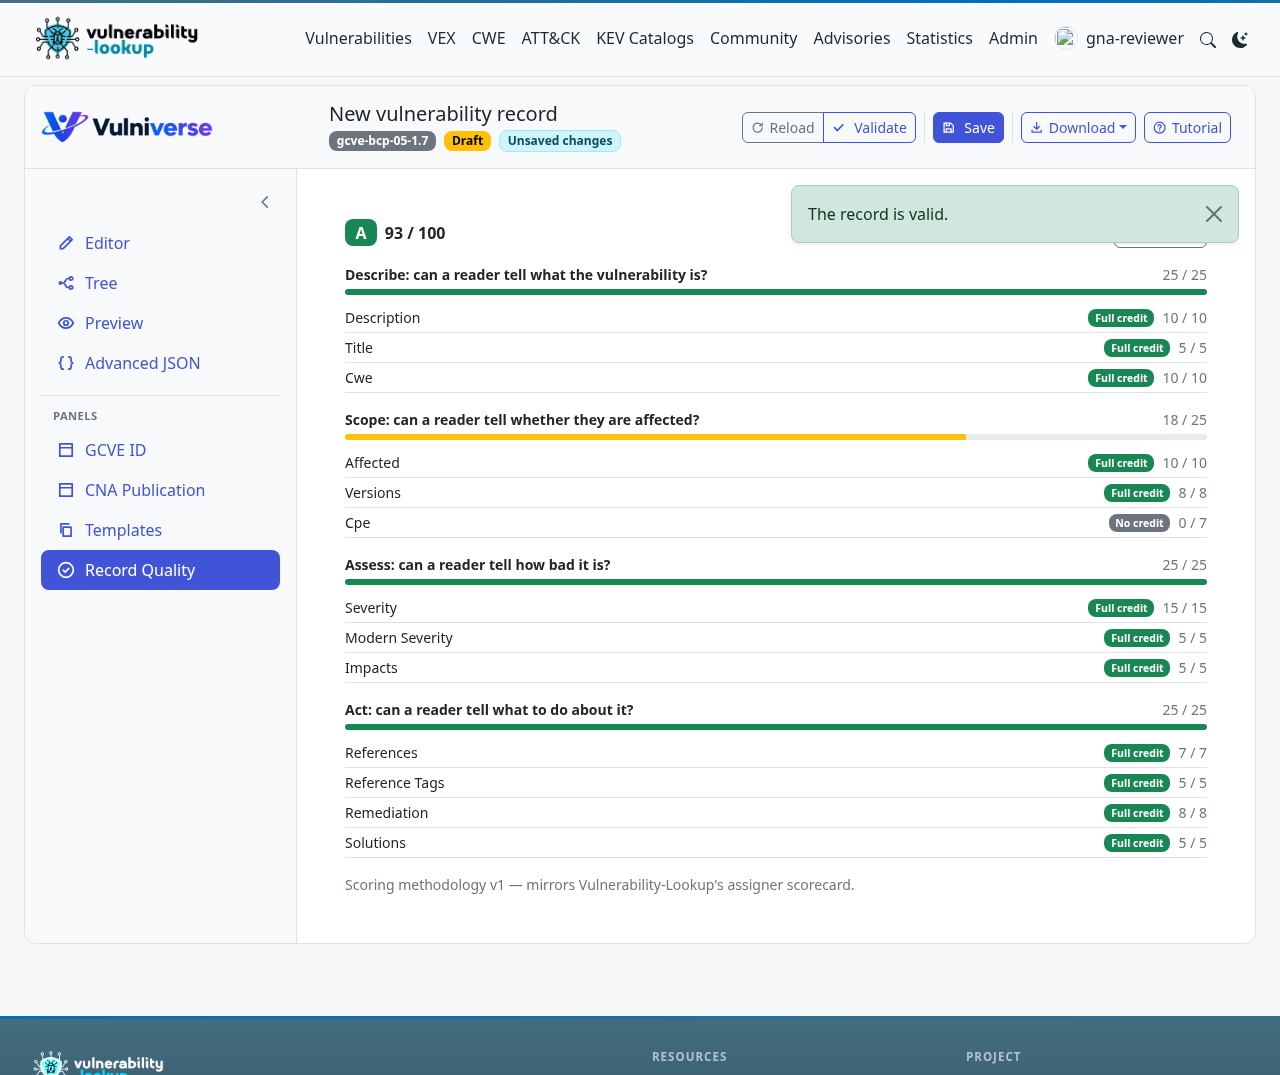 vulnerability
-lookup
Vulnerabilities VEX CWE ATT&CK KEV Catalogs Community Advisories Statistics Admin gna-reviewer
Vulniverse
New vulnerability record
gcve-bcp-05-1.7 Draft Unsaved changes
Reload Validate Save Download Tutorial
The record is valid.
Editor
Tree
Preview
Advanced JSON
PANELS
GCVE ID
CNA Publication
Templates
Record Quality
A 93 / 100
Describe: can a reader tell what the vulnerability is? 25 / 25
Description Full credit 10 / 10
Title Full credit 5 / 5
Cwe Full credit 10 / 10
Scope: can a reader tell whether they are affected? 18 / 25
Affected Full credit 10 / 10
Versions Full credit 8 / 8
Cpe No credit 0 / 7
Assess: can a reader tell how bad it is? 25 / 25
Severity Full credit 15 / 15
Modern Severity Full credit 5 / 5
Impacts Full credit 5 / 5
Act: can a reader tell what to do about it? 25 / 25
References Full credit 7 / 7
Reference Tags Full credit 5 / 5
Remediation Full credit 8 / 8
Solutions Full credit 5 / 5
Scoring methodology v1 — mirrors Vulnerability-Lookup's assigner scorecard.
vulnerability
-lookup
RESOURCES
PROJECT